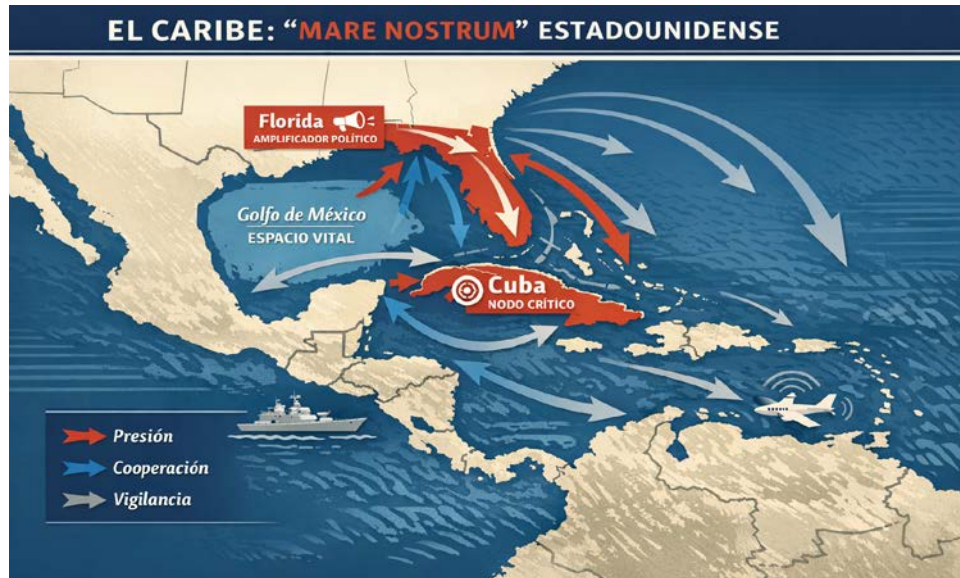 EL CARIBE: “MARE NOSTRUM” ESTADOUNIDENSE
Florida
AMPLIFICADOR POLÍTICO
Golfo de México
ESPACIO VITAL
Cuba
NODO CRÍTICO
Presión
Cooperación
Vigilancia